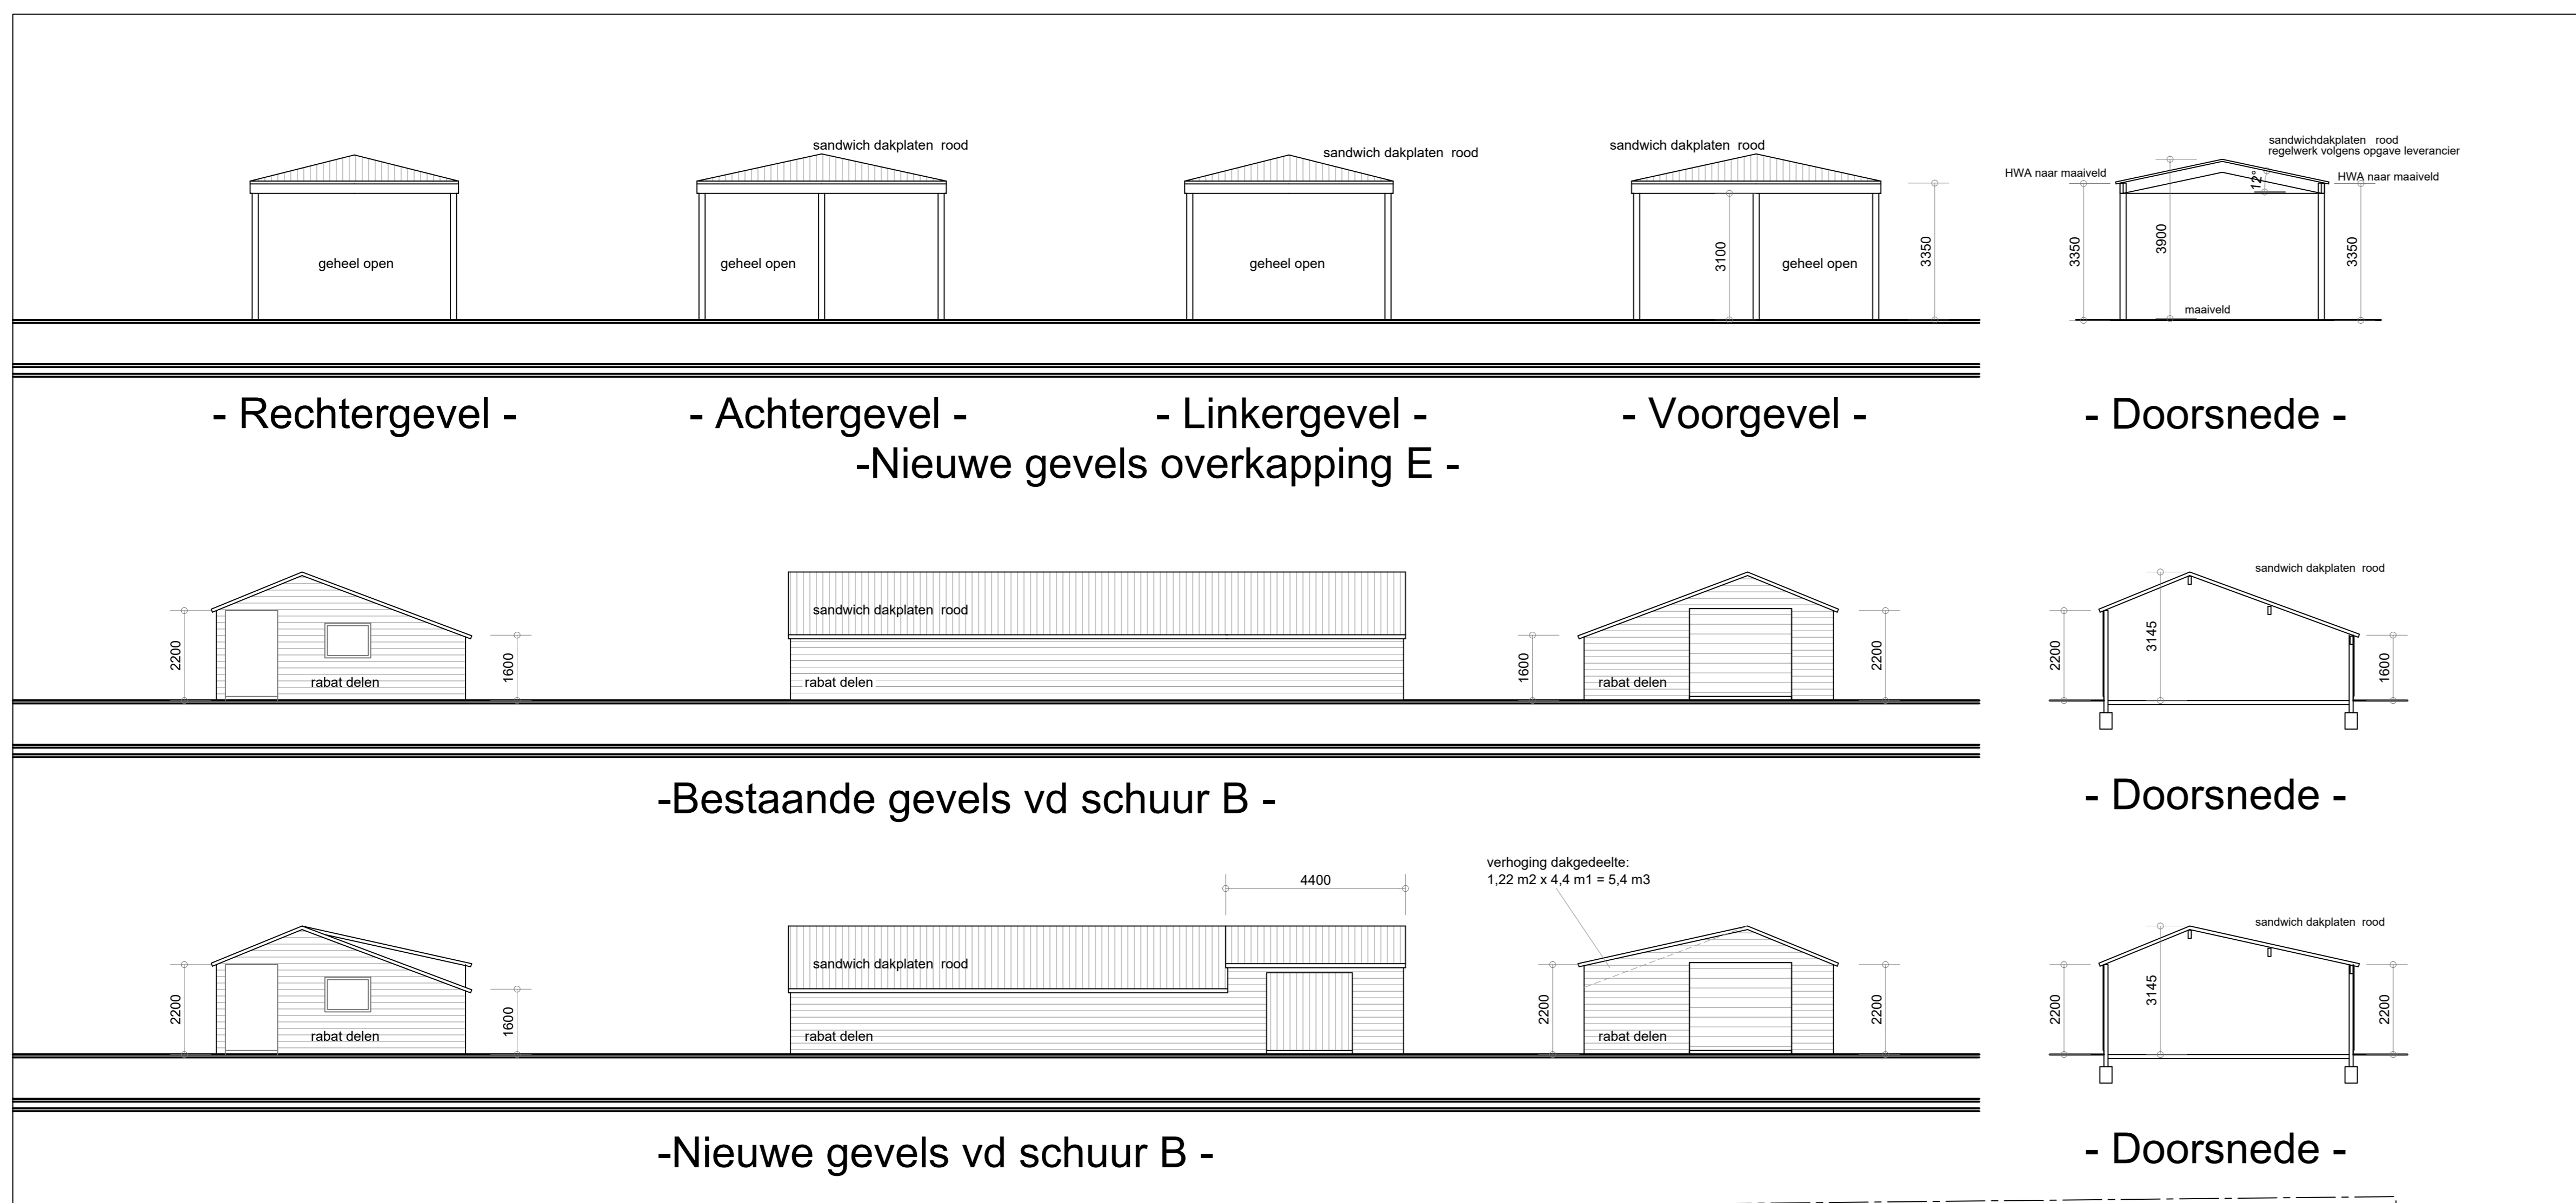 sandwich dakplaten rood
sandwich dakplaten rood
sandwich dakplaten rood
sandwichdakplaten rood
regelwerk volgens opgave leverancier
HWA naar maaiveld
HWA naar maaiveld
12°
geheel open
geheel open
geheel open
geheel open
3100
3350
3350
3900
3350
maaiveld
- Rechtergevel -
- Achtergevel -
- Linkergevel -
- Voorgevel -
- Doorsnede -
-Nieuwe gevels overkapping E -
sandwich dakplaten rood
sandwich dakplaten rood
2200
1600
1600
2200
2200
3145
1600
rabat delen
rabat delen
rabat delen
-Bestaande gevels vd schuur B -
- Doorsnede -
verhoging dakgedeelte:
1,22 m2 x 4,4 m1 = 5,4 m3
4400
sandwich dakplaten rood
sandwich dakplaten rood
2200
1600
2200
2200
2200
3145
2200
rabat delen
rabat delen
rabat delen
-Nieuwe gevels vd schuur B -
- Doorsnede -